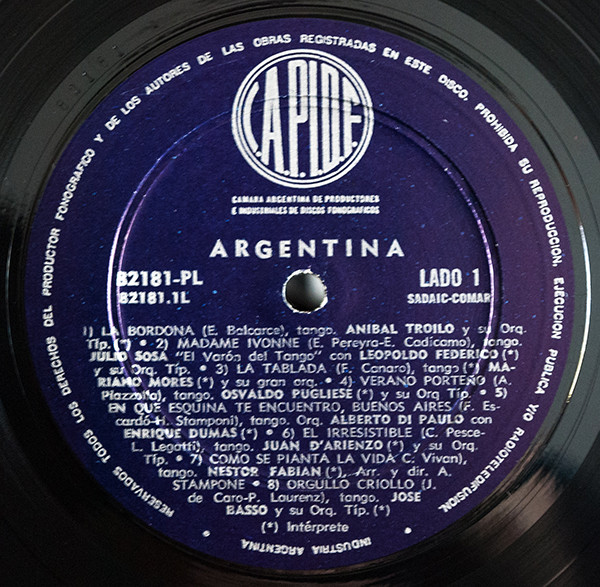 RESERVADOS TODOS LOS DERECHOS DEL PRODUCTOR FONOGRAFICO Y DE LOS AUTORES DE LAS OBRAS REGISTRADAS EN ESTE DISCO. PROHIBIDA SU REPRODUCCION, EJECUCION PUBLICA Y/O RADIOTELEDIFUSION.
C.A.P.I.D.F.
CAMARA ARGENTINA DE PRODUCTORES
E INDUSTRIALES DE DISCOS FONOGRAFICOS
ARGENTINA
82181-PL LADO 1
82181.1L SADAIC-COMAR
1) LA BORDONA (E. Balcarce), tango. ANIBAL TROILO y su Orq.
Típ. (*) • 2) MADAME IVONNE (E. Pereyra-E. Cadícamo), tango.
JULIO SOSA "El Varón del Tango" con LEOPOLDO FEDERICO (*)
y su Orq. Típ. • 3) LA TABLADA (F. Canaro), tango (*) MA-
RIANO MORES (*) y su gran orq. • 4) VERANO PORTEÑO (A.
Piazzolla), tango. OSVALDO PUGLIESE (*) y su Orq. Típ. • 5)
EN QUE ESQUINA TE ENCUENTRO, BUENOS AIRES (F. Es-
cardó-H. Stamponi), tango. Orq. ALBERTO DI PAULO con
ENRIQUE DUMAS (*) • 6) EL IRRESISTIBLE (C. Pesce-
L. Legatti), tango. JUAN D'ARIENZO (*) y su Orq.
Típ. • 7) COMO SE PIANTA LA VIDA C. Vivan),
tango. NESTOR FABIAN (*), Arr. y dir. A.
STAMPONE • 8) ORGULLO CRIOLLO (J.
de Caro-P. Laurenz), tango. JOSE
BASSO y su Orq. Típ. (*)
(*) Intérprete
INDUSTRIA ARGENTINA